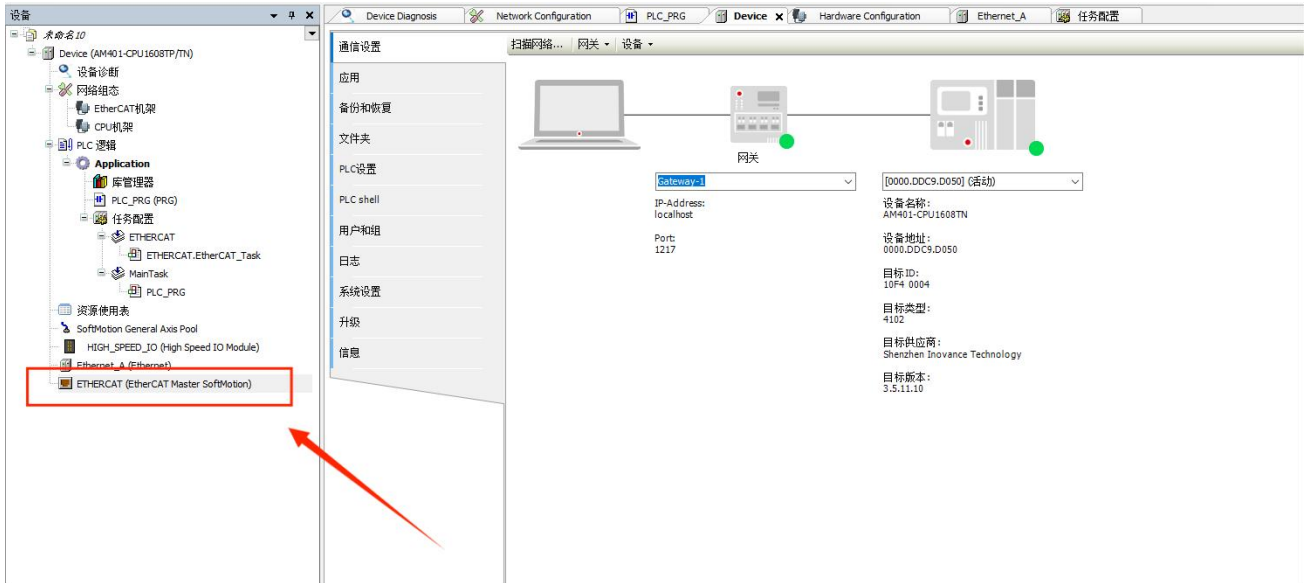 设备
Device Diagnosis
Network Configuration
PLC_PRG
Device
Hardware Configuration
Ethernet_A
任务配置
未命名10
Device (AM401-CPU1608TP/TN)
设备诊断
网络组态
EtherCAT机架
CPU机架
PLC 逻辑
Application
库管理器
PLC_PRG (PRG)
任务配置
ETHERCAT
ETHERCAT.EtherCAT_Task
MainTask
PLC_PRG
资源使用表
SoftMotion General Axis Pool
HIGH_SPEED_IO (High Speed IO Module)
Ethernet_A (Ethernet)
ETHERCAT (EtherCAT Master SoftMotion)
通信设置
应用
备份和恢复
文件夹
PLC设置
PLC shell
用户和组
日志
系统设置
升级
信息
扫描网络... 网关 设备
网关
Gateway-1
IP-Address:
localhost
Port:
1217
[0000.DDC9.D050] (活动)
设备名称:
AM401-CPU1608TN
设备地址:
0000.DDC9.D050
目标ID:
10F4 0004
目标类型:
4102
目标供应商:
Shenzhen Inovance Technology
目标版本:
3.5.11.10